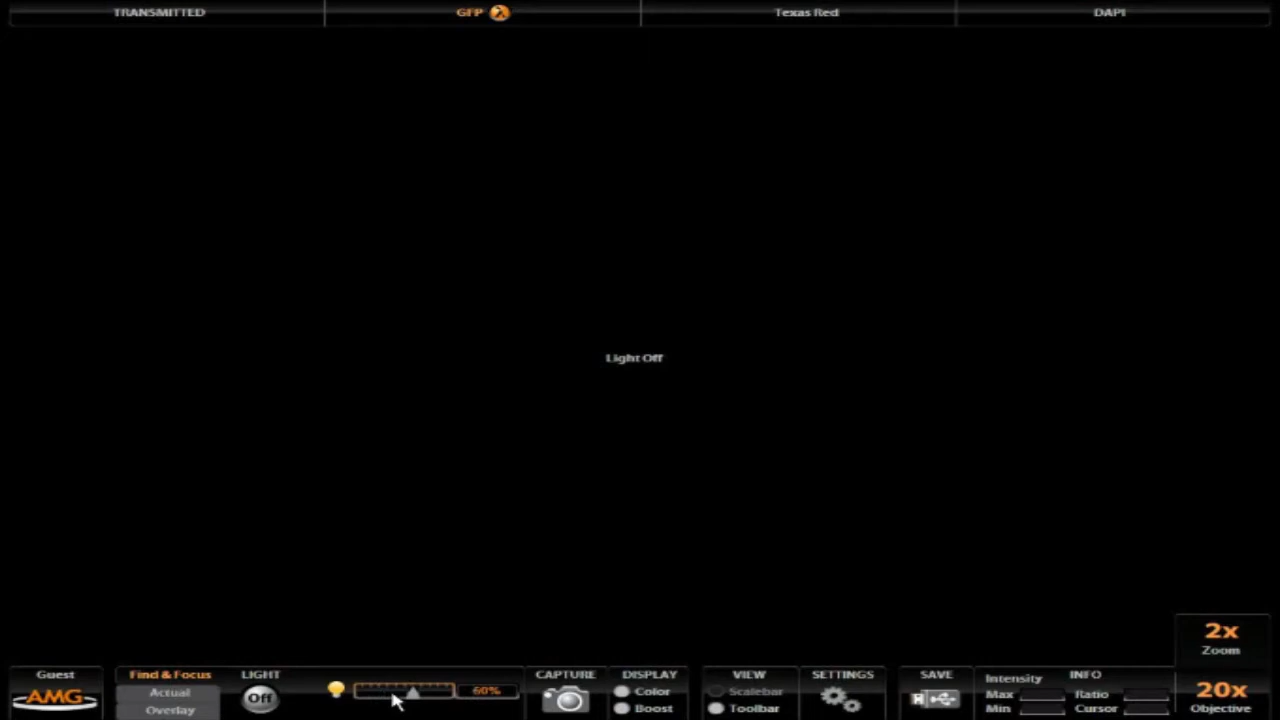 TRANSMITTED
GFP
Texas Red
DAPI
Light Off
2x
Zoom
Guest
AMG
Find & Focus
Actual
Overlay
LIGHT
Off
60%
CAPTURE
DISPLAY
Color
Boost
VIEW
Scalebar
Toolbar
SETTINGS
SAVE
INFO
Intensity
Max
Min
Ratio
Cursor
20x
Objective